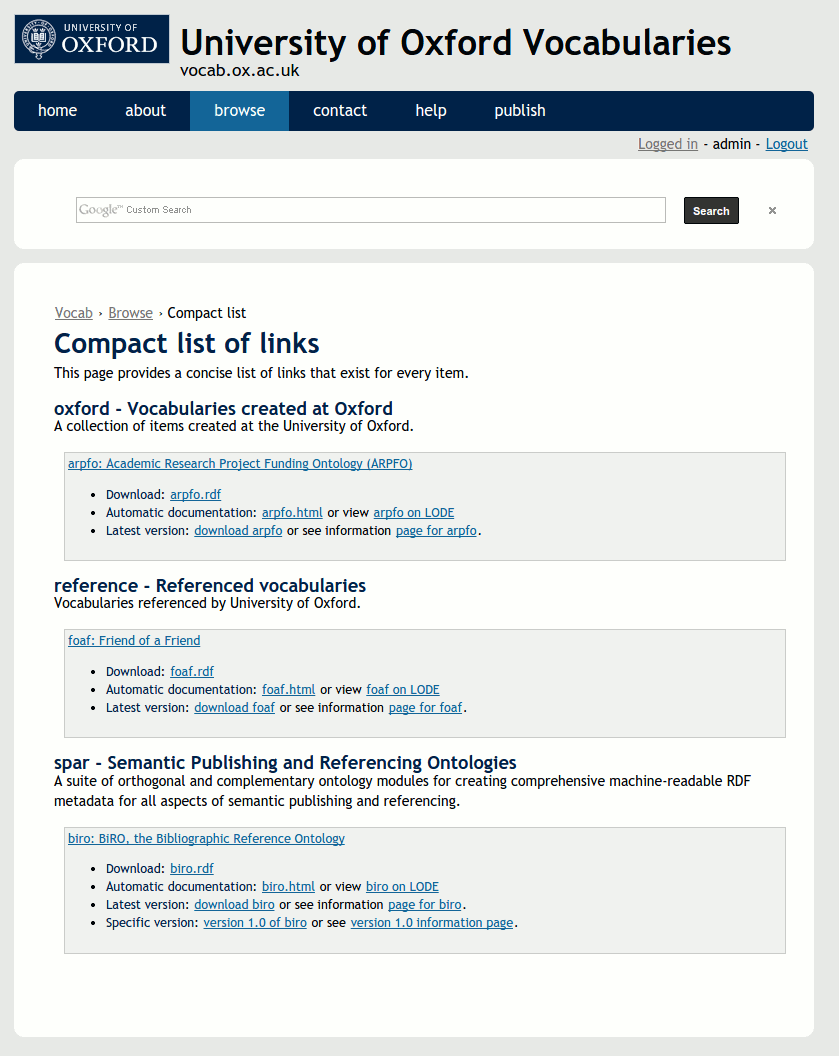 UNIVERSITY OF
OXFORD
University of Oxford Vocabularies
vocab.ox.ac.uk
home about browse contact help publish
Logged in - admin - Logout
Google™ Custom Search Search ×
Vocab › Browse › Compact list
Compact list of links
This page provides a concise list of links that exist for every item.
oxford - Vocabularies created at Oxford
A collection of items created at the University of Oxford.
arpfo: Academic Research Project Funding Ontology (ARPFO)
• Download: arpfo.rdf
• Automatic documentation: arpfo.html or view arpfo on LODE
• Latest version: download arpfo or see information page for arpfo.
reference - Referenced vocabularies
Vocabularies referenced by University of Oxford.
foaf: Friend of a Friend
• Download: foaf.rdf
• Automatic documentation: foaf.html or view foaf on LODE
• Latest version: download foaf or see information page for foaf.
spar - Semantic Publishing and Referencing Ontologies
A suite of orthogonal and complementary ontology modules for creating comprehensive machine-readable RDF
metadata for all aspects of semantic publishing and referencing.
biro: BiRO, the Bibliographic Reference Ontology
• Download: biro.rdf
• Automatic documentation: biro.html or view biro on LODE
• Latest version: download biro or see information page for biro.
• Specific version: version 1.0 of biro or see version 1.0 information page.